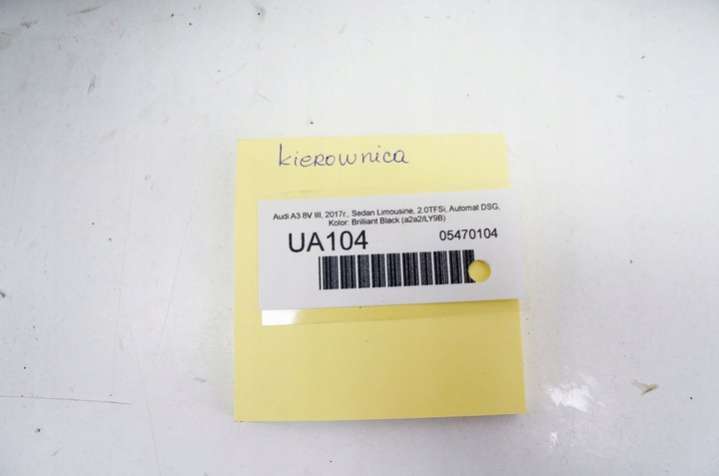 kierownica
Audi A3 8V III, 2017r., Sedan Limousine, 2.0TFSi, Automat DSG,
Kolor: Brilliant Black (a2a2/LY9B)
UA104 05470104